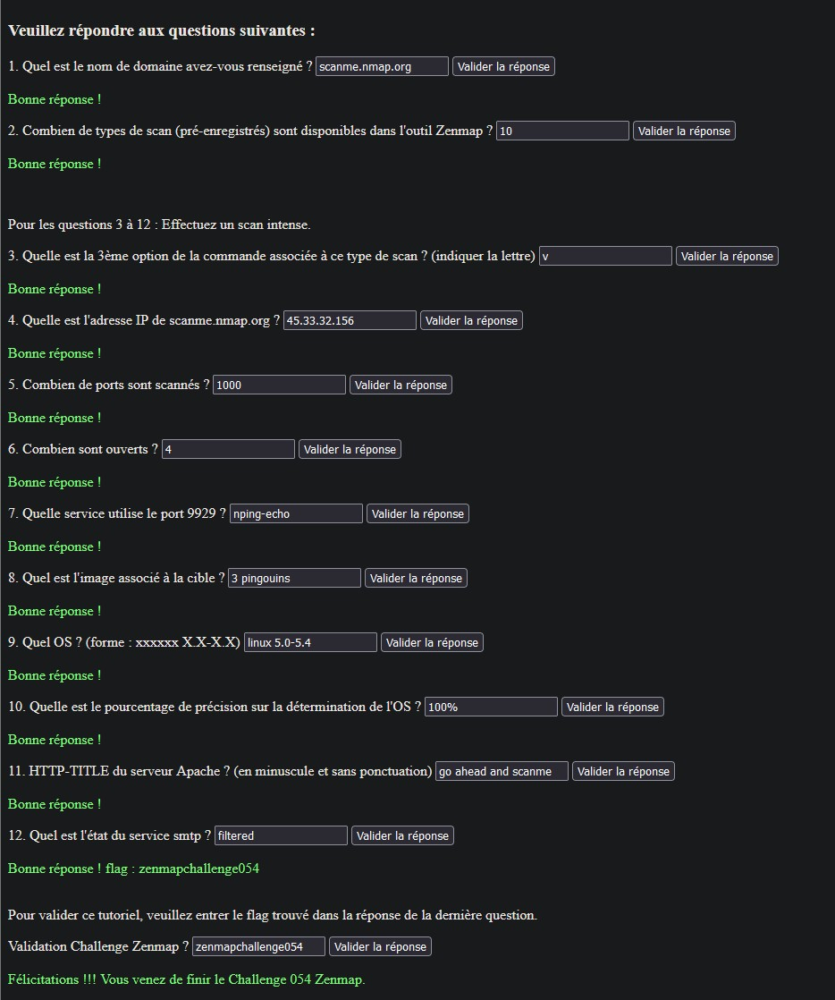 Veuillez répondre aux questions suivantes :
1. Quel est le nom de domaine avez-vous renseigné ? scanme.nmap.org Valider la réponse
Bonne réponse !
2. Combien de types de scan (pré-enregistrés) sont disponibles dans l'outil Zenmap ? 10 Valider la réponse
Bonne réponse !
Pour les questions 3 à 12 : Effectuez un scan intense.
3. Quelle est la 3ème option de la commande associée à ce type de scan ? (indiquer la lettre) v Valider la réponse
Bonne réponse !
4. Quelle est l'adresse IP de scanme.nmap.org ? 45.33.32.156 Valider la réponse
Bonne réponse !
5. Combien de ports sont scannés ? 1000 Valider la réponse
Bonne réponse !
6. Combien sont ouverts ? 4 Valider la réponse
Bonne réponse !
7. Quelle service utilise le port 9929 ? nping-echo Valider la réponse
Bonne réponse !
8. Quel est l'image associé à la cible ? 3 pingouins Valider la réponse
Bonne réponse !
9. Quel OS ? (forme : xxxxxx X.X-X.X) linux 5.0-5.4 Valider la réponse
Bonne réponse !
10. Quelle est le pourcentage de précision sur la détermination de l'OS ? 100% Valider la réponse
Bonne réponse !
11. HTTP-TITLE du serveur Apache ? (en minuscule et sans ponctuation) go ahead and scanme Valider la réponse
Bonne réponse !
12. Quel est l'état du service smtp ? filtered Valider la réponse
Bonne réponse ! flag : zenmapchallenge054
Pour valider ce tutoriel, veuillez entrer le flag trouvé dans la réponse de la dernière question.
Validation Challenge Zenmap ? zenmapchallenge054 Valider la réponse
Félicitations !!! Vous venez de finir le Challenge 054 Zenmap.